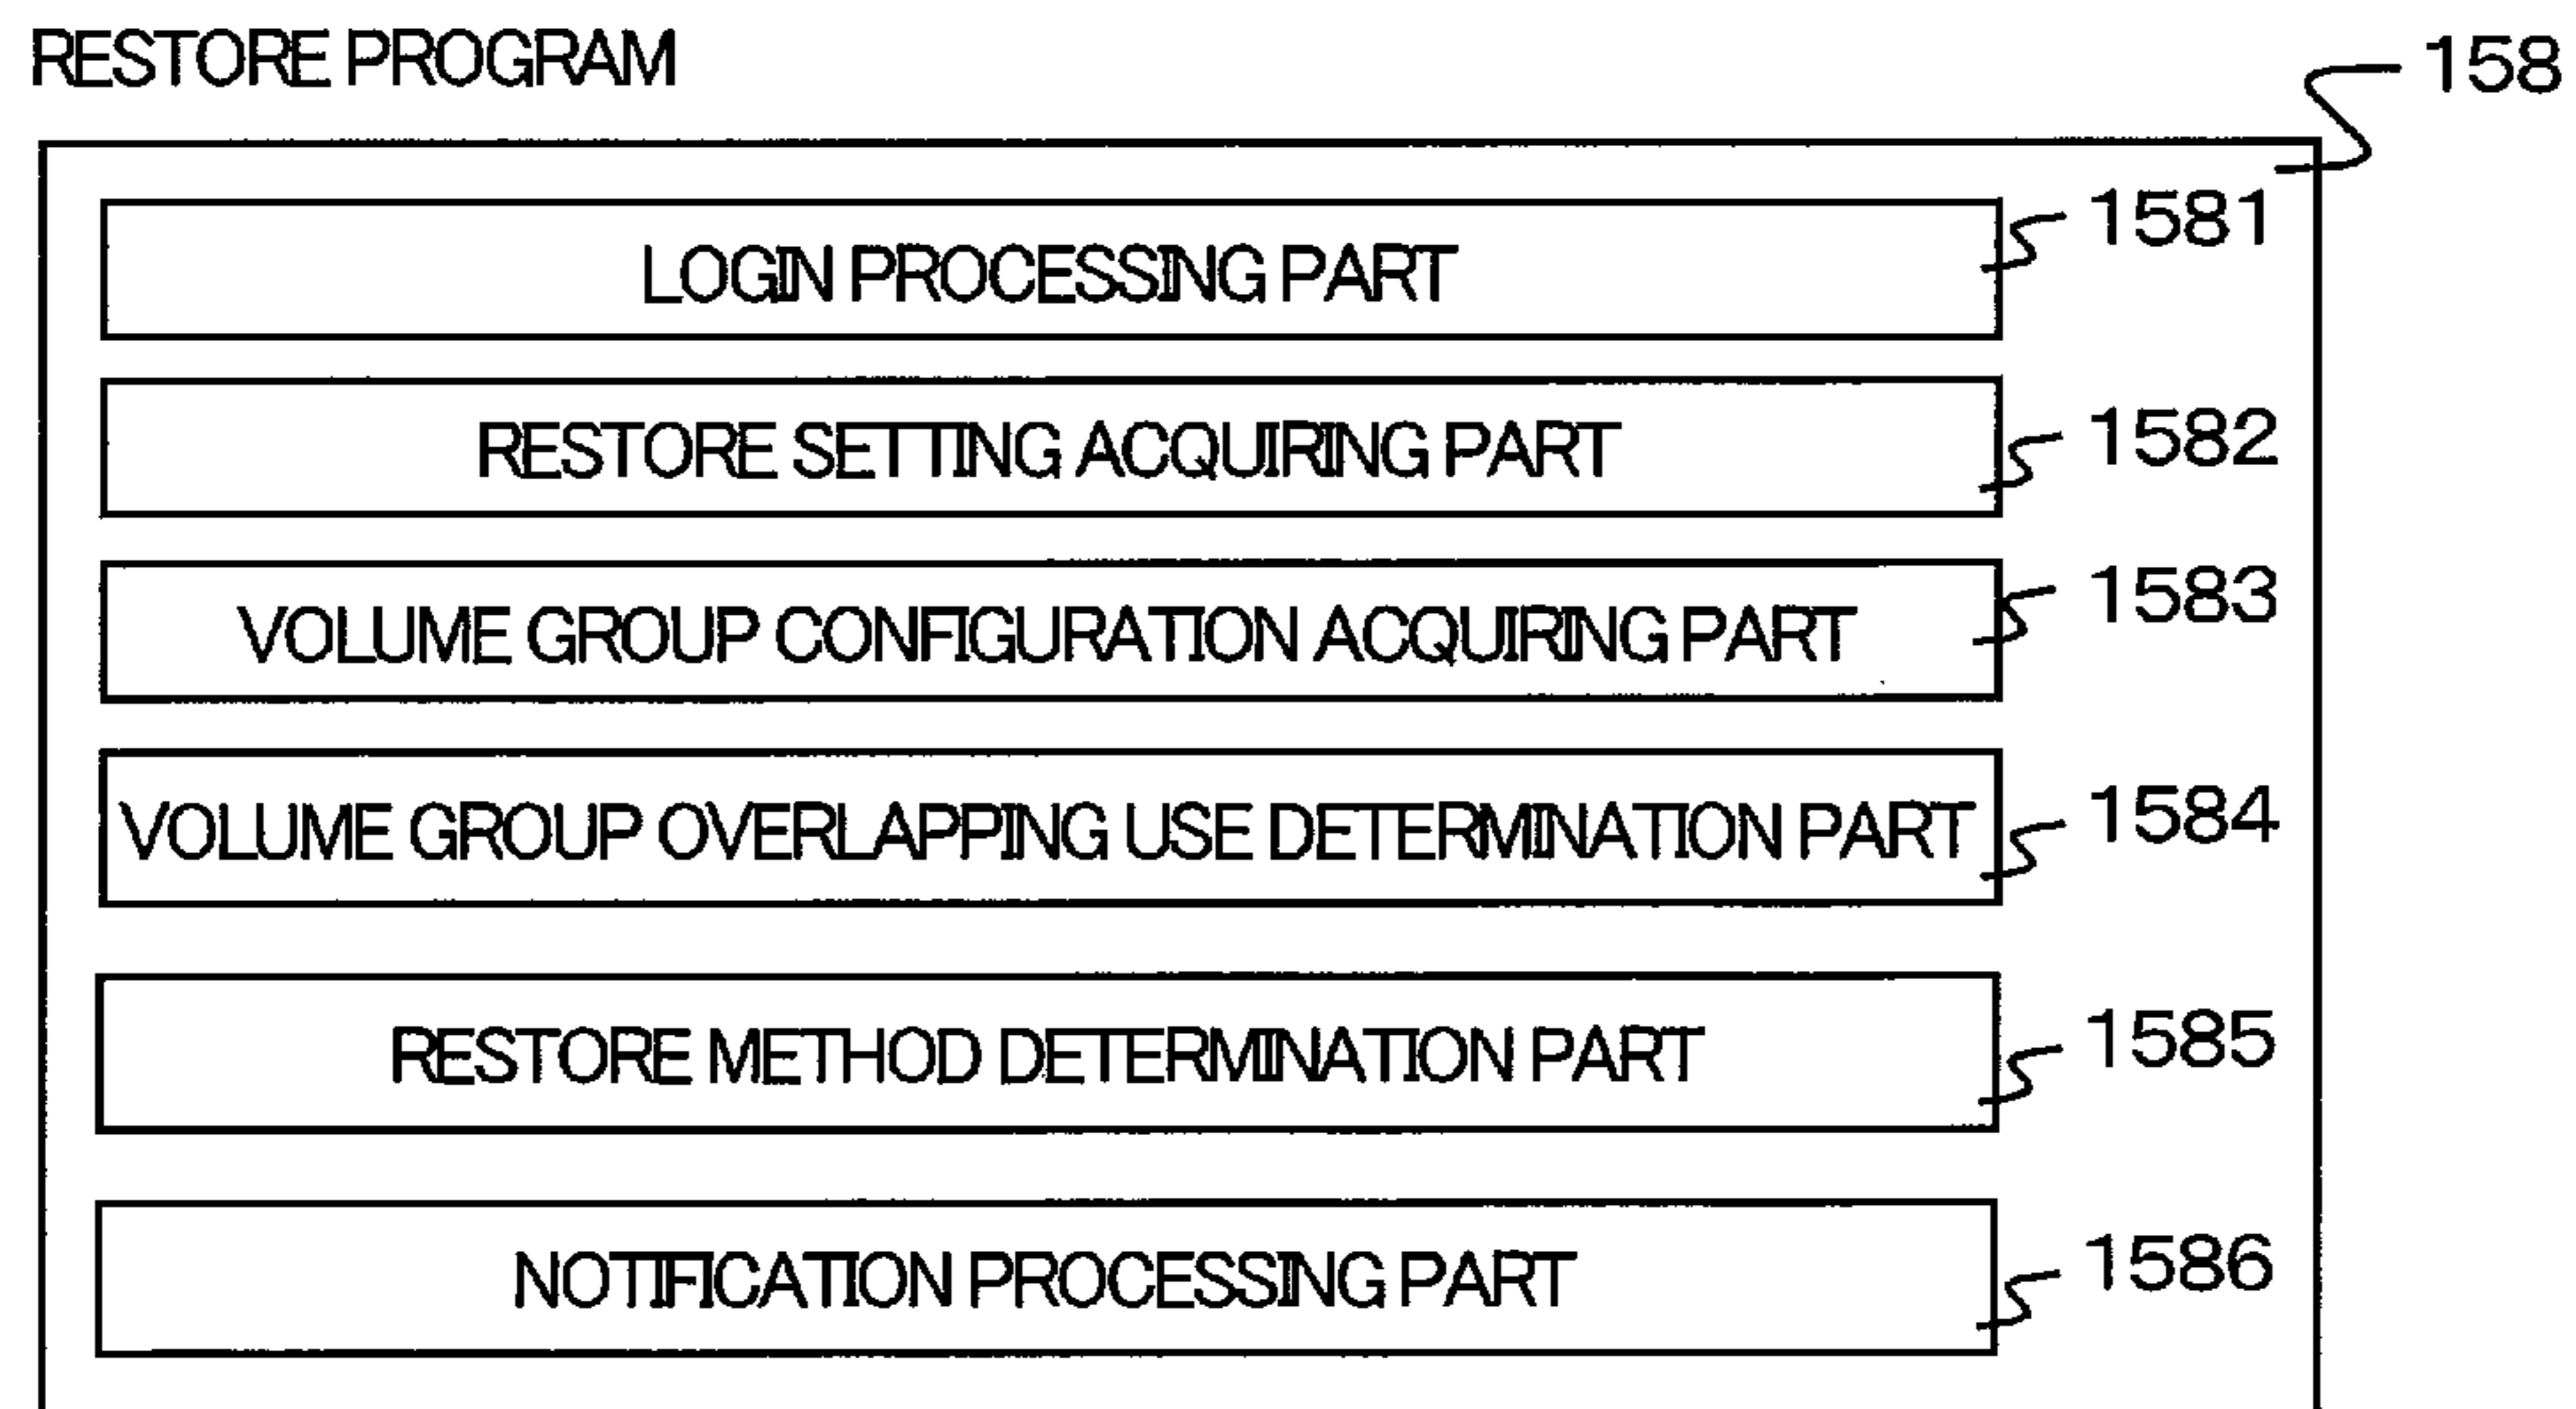 RESTORE PROGRAM
158
LOGIN PROCESSING PART 1581
RESTORE SETTING ACQUIRING PART 1582
VOLUME GROUP CONFIGURATION ACQUIRING PART 1583
VOLUME GROUP OVERLAPPING USE DETERMINATION PART 1584
RESTORE METHOD DETERMINATION PART 1585
NOTIFICATION PROCESSING PART 1586